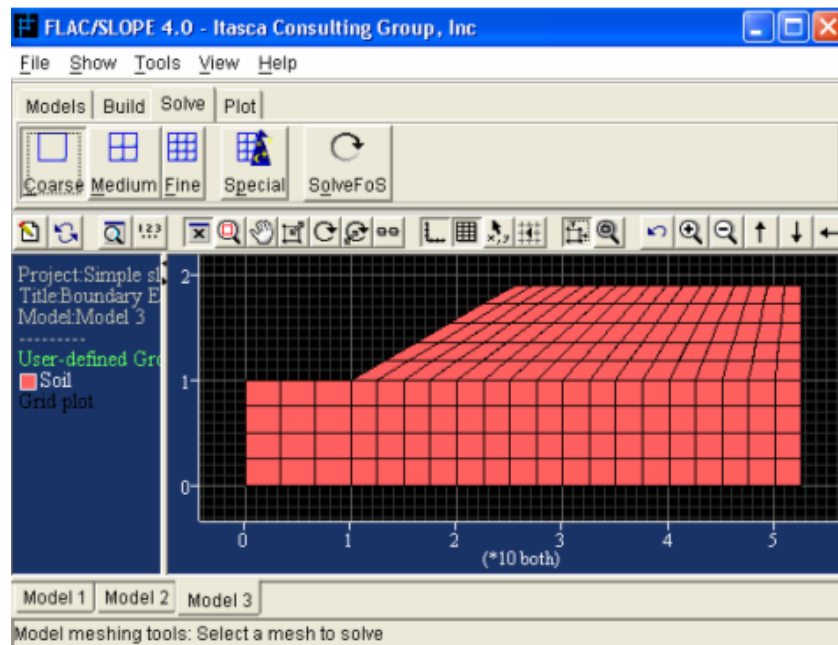 FLAC/SLOPE 4.0 - Itasca Consulting Group, Inc
File Show Tools View Help
Models Build Solve Plot
Coarse Medium Fine Special SolveFoS
123
x,y
Project:Simple sl
Title:Boundary E
Model:Model 3
---------
User-defined Gro
Soil
Grid plot
2
1
0
0 1 2 3 4 5
(*10 both)
Model 1 Model 2 Model 3
Model meshing tools: Select a mesh to solve